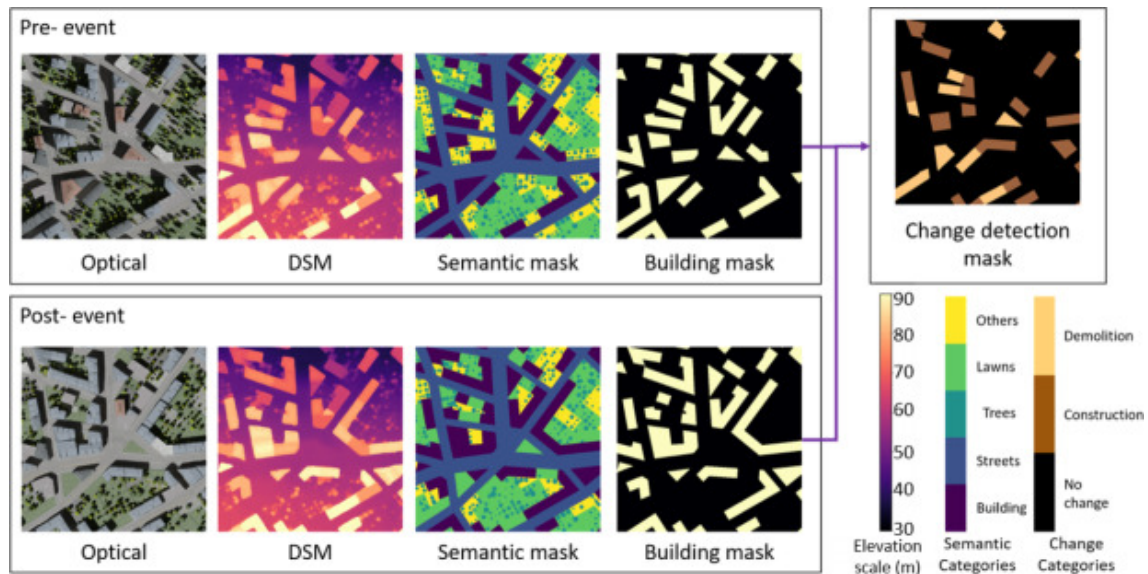 Pre- event
Optical
DSM
Semantic mask
Building mask
Change detection
mask
Post- event
Optical
DSM
Semantic mask
Building mask
90
80
70
60
50
40
30
Elevation
scale (m)
Others
Lawns
Trees
Streets
Building
Semantic
Categories
Demolition
Construction
No
change
Change
Categories